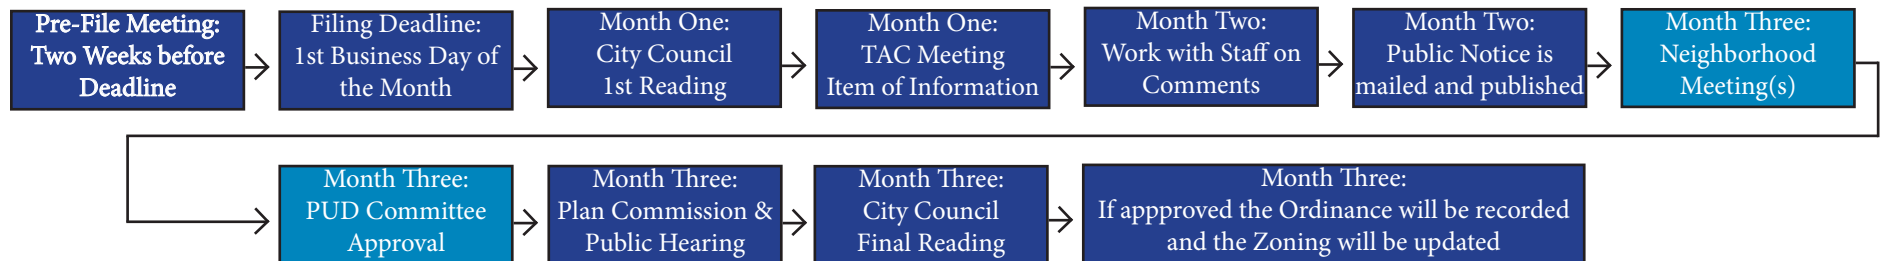 Pre-File Meeting:
Two Weeks before
Deadline
Filing Deadline:
1st Business Day of
the Month
Month One:
City Council
1st Reading
Month One:
TAC Meeting
Item of Information
Month Two:
Work with Staff on
Comments
Month Two:
Public Notice is
mailed and published
Month Three:
Neighborhood
Meeting(s)
Month Three:
PUD Committee
Approval
Month Three:
Plan Commission &
Public Hearing
Month Three:
City Council
Final Reading
Month Three:
If appproved the Ordinance will be recorded
and the Zoning will be updated